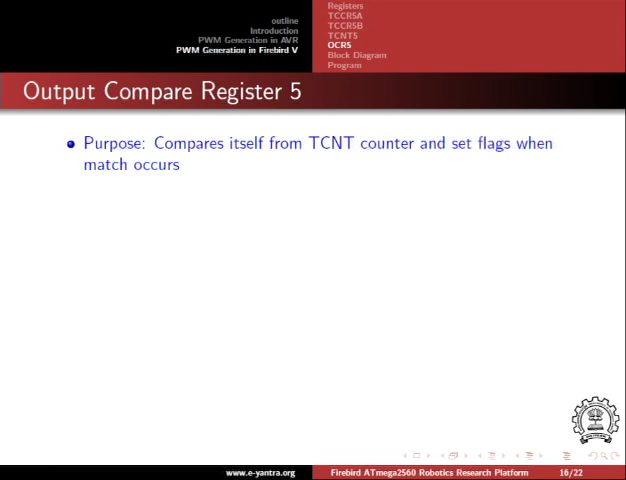 outline
Introduction
PWM Generation in AVR
PWM Generation in Firebird V
Registers
TCCR5A
TCCR5B
TCNT5
OCR5
Block Diagram
Program
Output Compare Register 5
Purpose: Compares itself from TCNT counter and set flags when
match occurs
www.e-yantra.org
Firebird ATmega2560 Robotics Research Platform
16/22